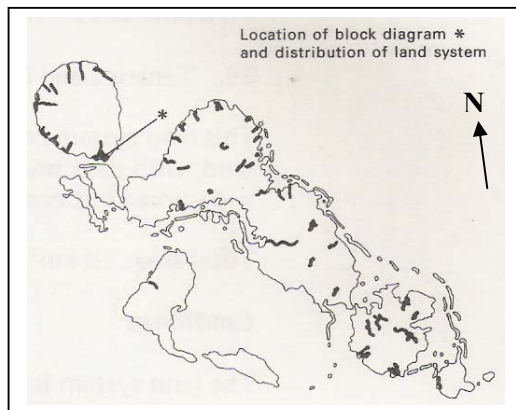 Location of block diagram *
and distribution of land system
*
N